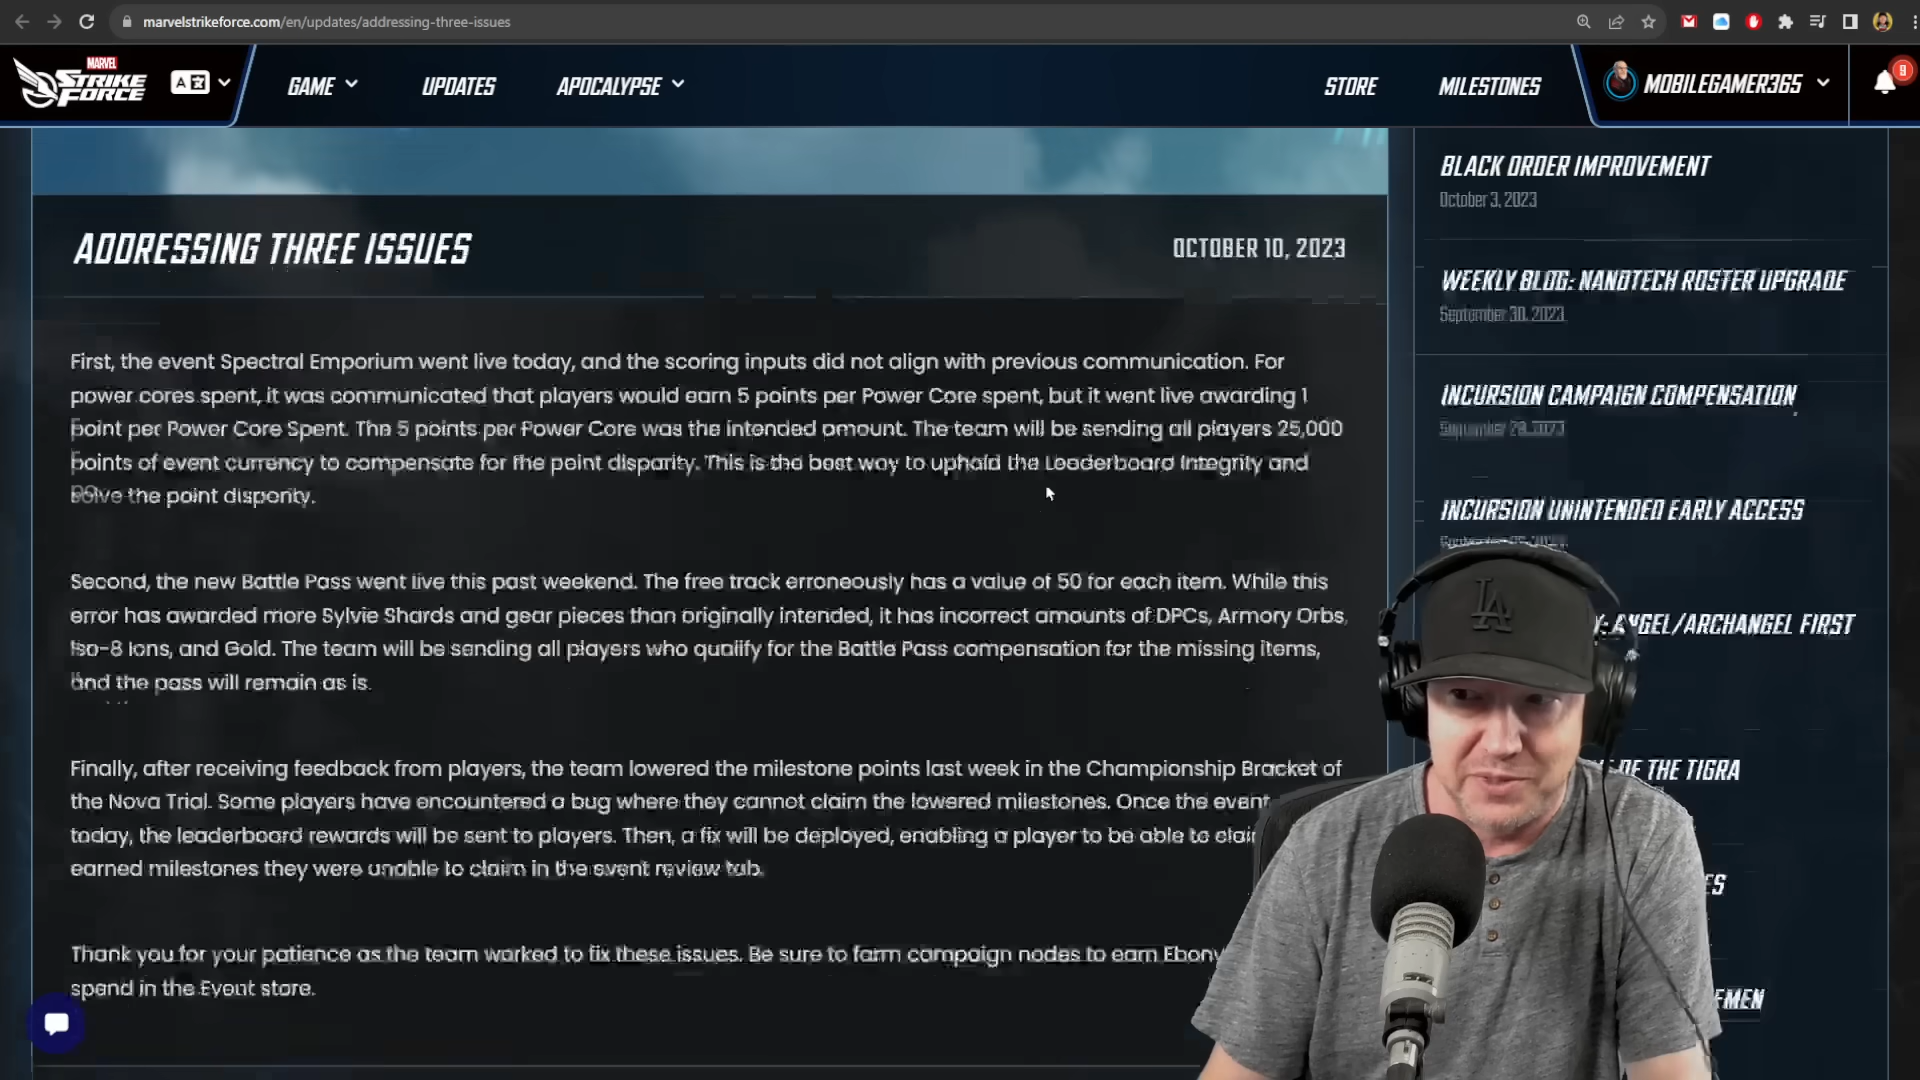 marvelstrikeforce.com/en/updates/addressing-three-issues
MARVEL
STRIKE
FORCE
GAME
UPDATES
APOCALYPSE
STORE
MILESTONES
MOBILEGAMER365
9
ADDRESSING THREE ISSUES
OCTOBER 10, 2023
First, the event Spectral Emporium went live today, and the scoring inputs did not align with previous communication. For
power cores spent, it was communicated that players would earn 5 points per Power Core spent, but it went live awarding 1
point per Power Core Spent. The 5 points per Power Core was the intended amount. The team will be sending all players 25,000
points of event currency to compensate for the point disparity. This is the best way to uphold the Leaderboard Integrity and
solve the point disparity.
Second, the new Battle Pass went live this past weekend. The free track erroneously has a value of 50 for each item. While this
error has awarded more Sylvie Shards and gear pieces than originally intended, it has incorrect amounts of DPCs, Armory Orbs,
Iso-8 Ions, and Gold. The team will be sending all players who qualify for the Battle Pass compensation for the missing items,
and the pass will remain as is.
Finally, after receiving feedback from players, the team lowered the milestone points last week in the Championship Bracket of
the Nova Trial. Some players have encountered a bug where they cannot claim the lowered milestones. Once the event
today, the leaderboard rewards will be sent to players. Then, a fix will be deployed, enabling a player to be able to clai
earned milestones they were unable to claim in the event review tab.
Thank you for your patience as the team worked to fix these issues. Be sure to farm campaign nodes to earn Ebony
spend in the Event store.
BLACK ORDER IMPROVEMENT
October 3, 2023
WEEKLY BLOG: NANOTECH ROSTER UPGRADE
September 30, 2023
INCURSION CAMPAIGN COMPENSATION
September 28, 2023
INCURSION UNINTENDED EARLY ACCESS
Y: ANGEL/ARCHANGEL FIRST
OF THE TIGRA
ES
EMEN
LA